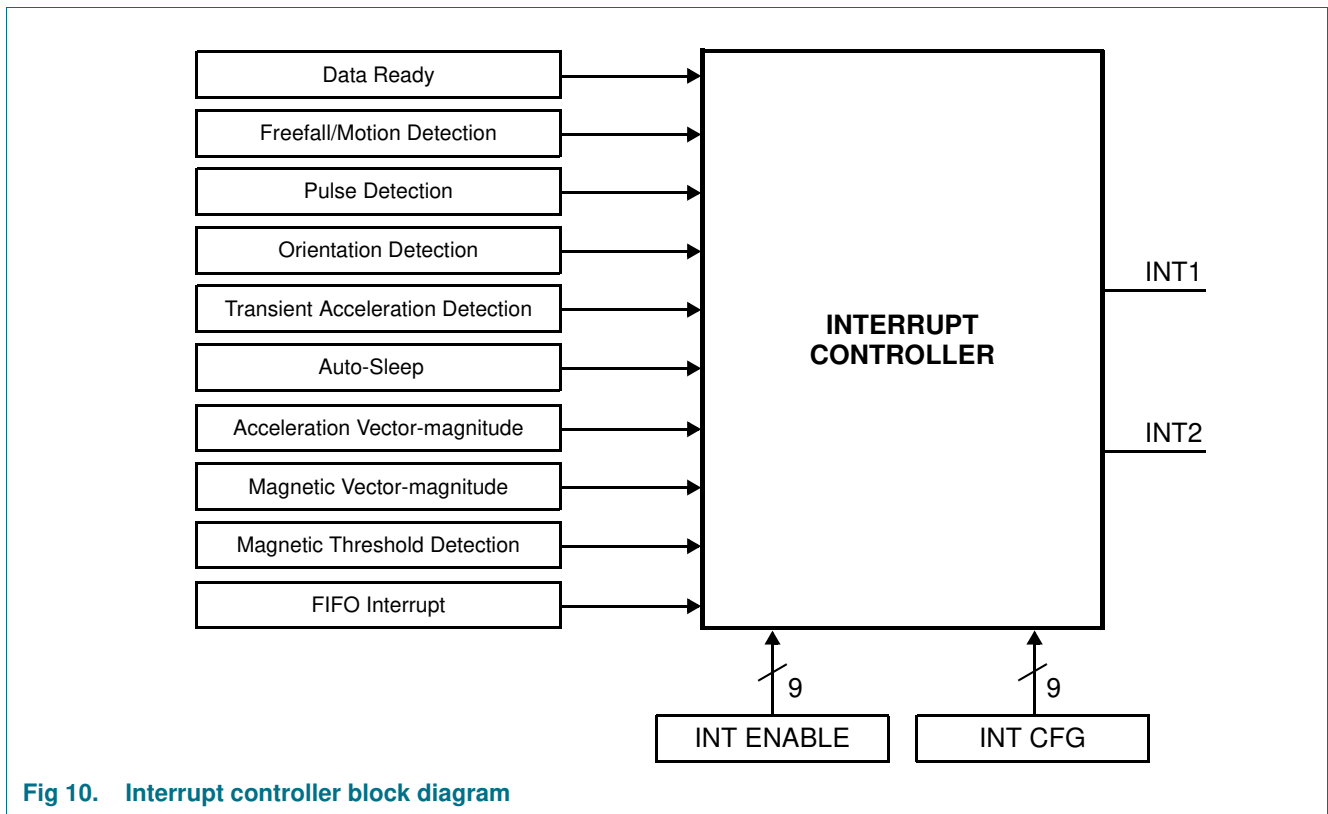 Data Ready
Freefall/Motion Detection
Pulse Detection
Orientation Detection
Transient Acceleration Detection
Auto-Sleep
Acceleration Vector-magnitude
Magnetic Vector-magnitude
Magnetic Threshold Detection
FIFO Interrupt
INTERRUPT
CONTROLLER
INT1
INT2
9
9
INT ENABLE
INT CFG
Fig 10. Interrupt controller block diagram